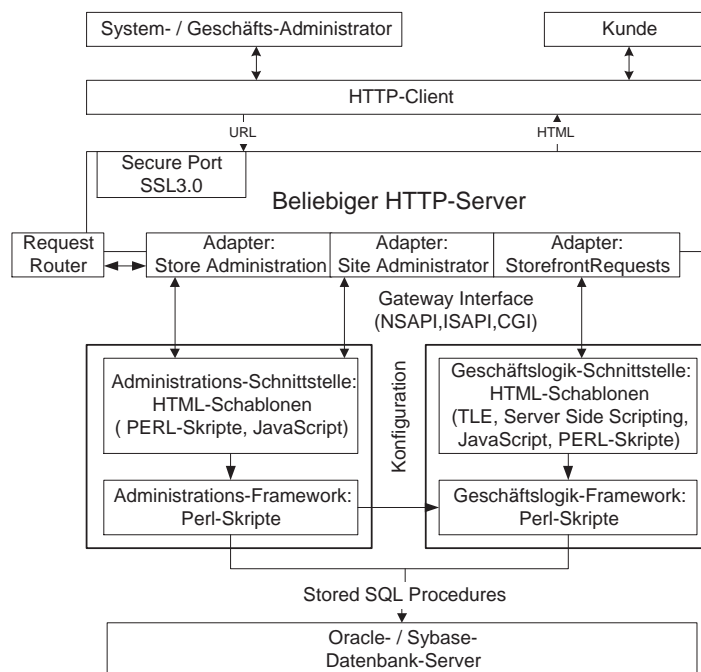 System- / Geschäfts-Administrator
Kunde
HTTP-Client
URL
HTML
Secure Port
SSL3.0
Beliebiger HTTP-Server
Request
Router
Adapter:
Store Administration
Adapter:
Site Administrator
Adapter:
StorefrontRequests
Gateway Interface
(NSAPI,ISAPI,CGI)
Administrations-Schnittstelle:
HTML-Schablonen
( PERL-Skripte, JavaScript)
Konfiguration
Geschäftslogik-Schnittstelle:
HTML-Schablonen
(TLE, Server Side Scripting,
JavaScript, PERL-Skripte)
Administrations-Framework:
Perl-Skripte
Geschäftslogik-Framework:
Perl-Skripte
Stored SQL Procedures
Oracle- / Sybase-
Datenbank-Server